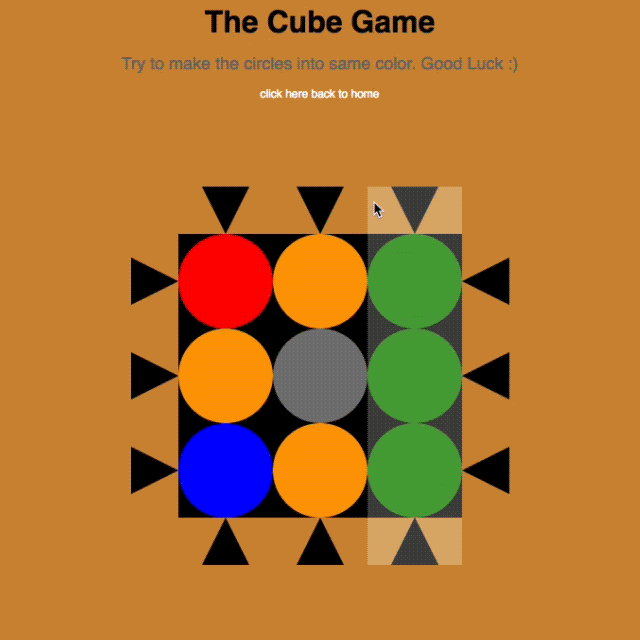 The Cube Game
Try to make the circles into same color. Good Luck :)
click here back to home